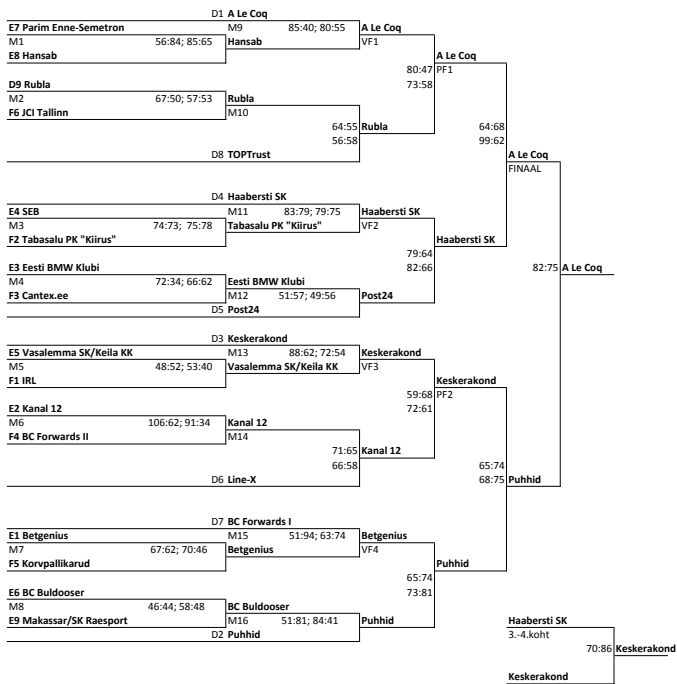 D1 A Le Coq
E7 Parim Enne-Semetron M9 85:40; 80:55 A Le Coq
M1 56:84; 85:65 Hansab VF1
E8 Hansab A Le Coq
80:47 PF1
D9 Rubla 73:58
M2 67:50; 57:53 Rubla
F6 JCI Tallinn M10
64:55 Rubla 64:68
56:58 99:62
D8 TOPTrust A Le Coq
FINAAL
D4 Haabersti SK
E4 SEB M11 83:79; 79:75 Haabersti SK
M3 74:73; 75:78 Tabasalu PK "Kiirus" VF2
F2 Tabasalu PK "Kiirus" Haabersti SK
79:64
E3 Eesti BMW Klubi 82:66 82:75 A Le Coq
M4 72:34; 66:62 Eesti BMW Klubi
F3 Cantex.ee M12 51:57; 49:56 Post24
D5 Post24
D3 Keskerakond
E5 Vasalemma SK/Keila KK M13 88:62; 72:54 Keskerakond
M5 48:52; 53:40 Vasalemma SK/Keila KK VF3
F1 IRL Keskerakond
59:68 PF2
E2 Kanal 12 72:61
M6 106:62; 91:34 Kanal 12
F4 BC Forwards II M14
71:65 Kanal 12 65:74
66:58 68:75 Puhhid
D6 Line-X
D7 BC Forwards I
E1 Betgenius M15 51:94; 63:74 Betgenius
M7 67:62; 70:46 Betgenius VF4
F5 Korvpallikarud Puhhid
65:74
E6 BC Buldooser 73:81
M8 46:44; 58:48 BC Buldooser
E9 Makassar/SK Raesport M16 51:81; 84:41 Puhhid Haabersti SK
D2 Puhhid 3.-4.koht
70:86 Keskerakond
Keskerakond